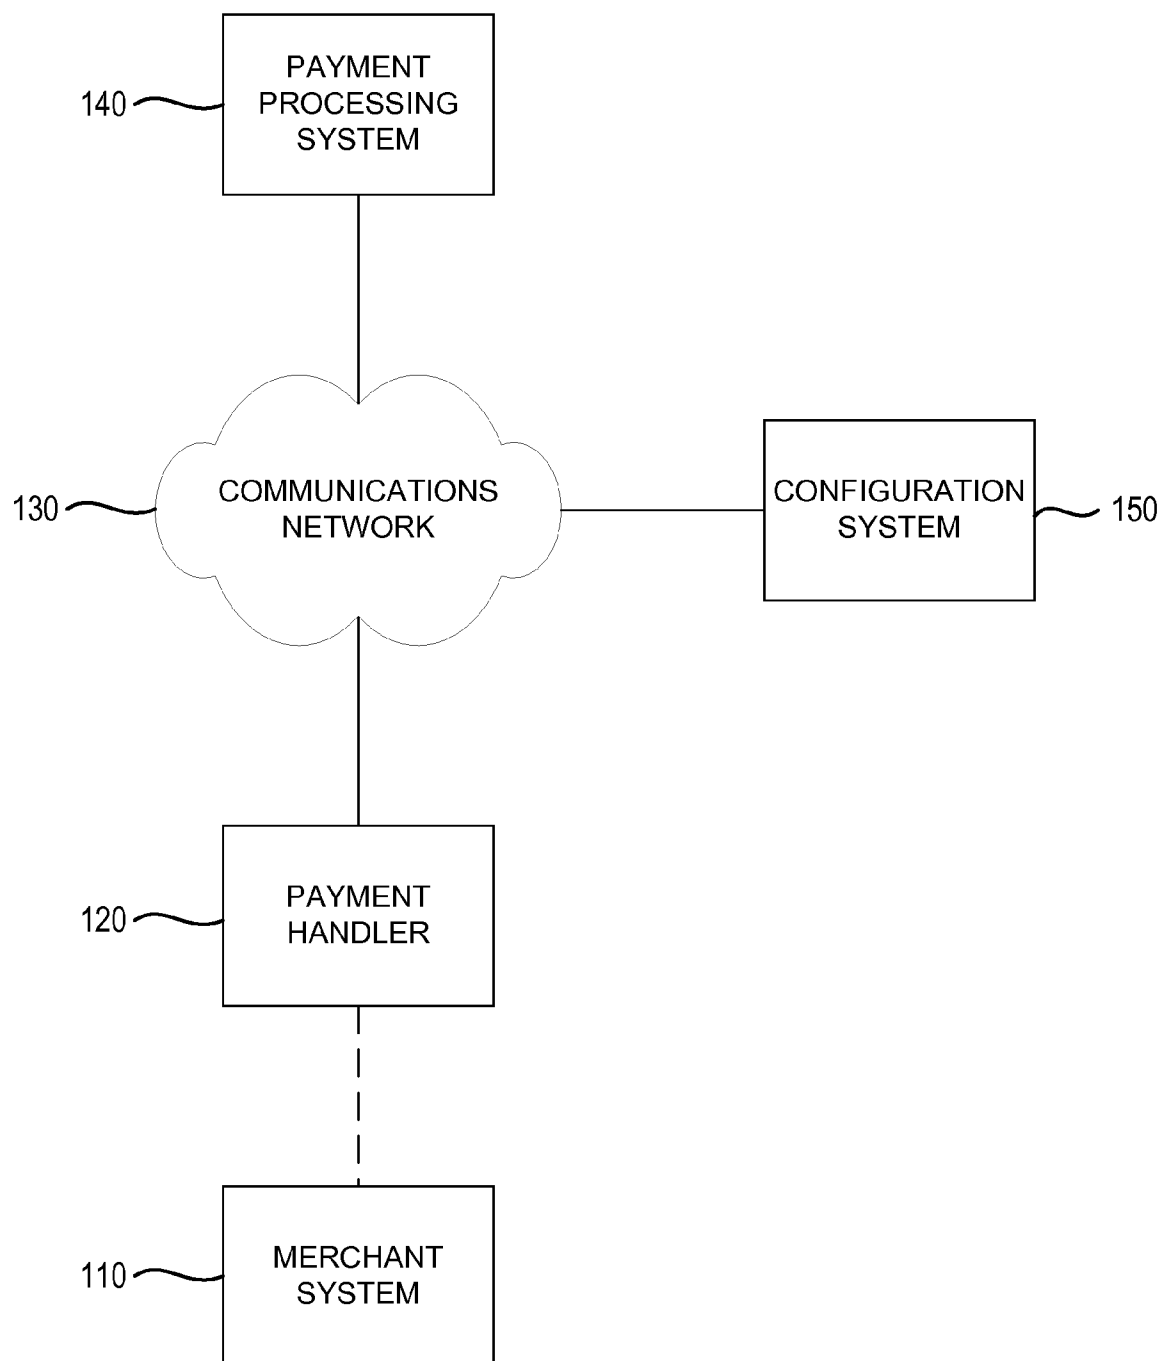 PAYMENT
PROCESSING
SYSTEM
140
COMMUNICATIONS
NETWORK
130
CONFIGURATION
SYSTEM
150
PAYMENT
HANDLER
120
MERCHANT
SYSTEM
110